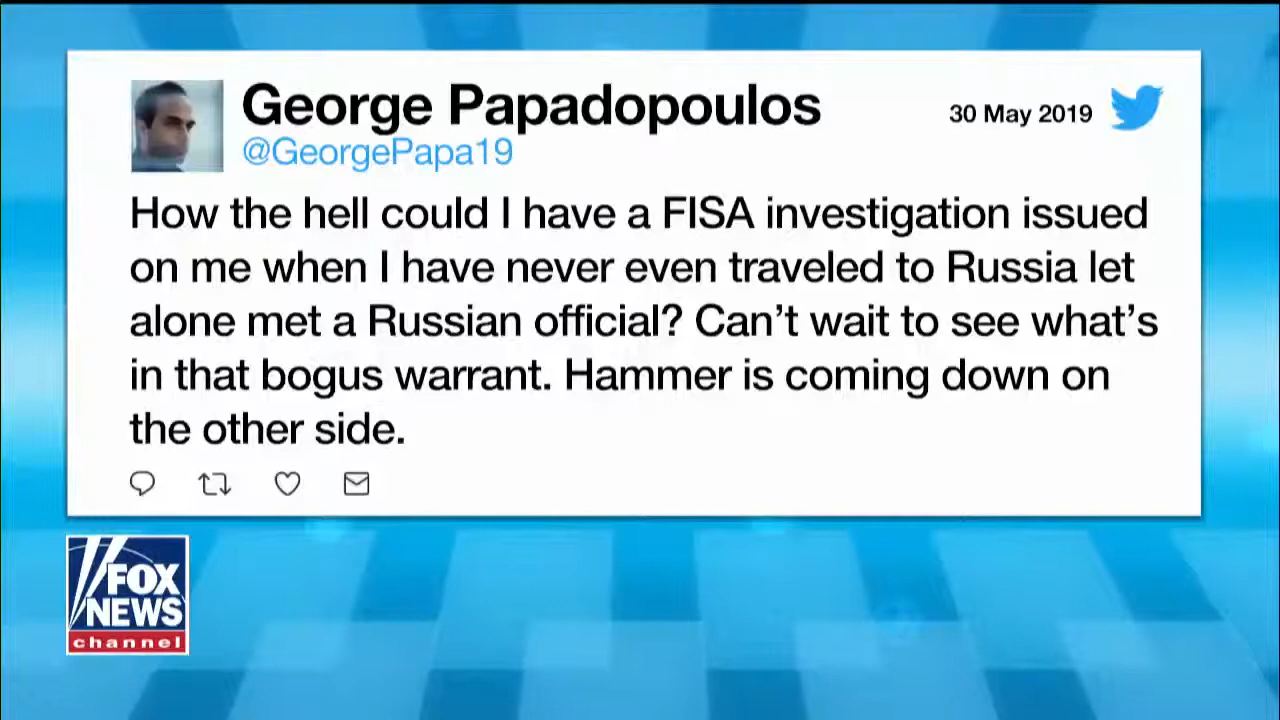 George Papadopoulos
30 May 2019
@GeorgePapa19
How the hell could I have a FISA investigation issued
on me when I have never even traveled to Russia let
alone met a Russian official? Can’t wait to see what’s
in that bogus warrant. Hammer is coming down on
the other side.
FOX
NEWS
channel